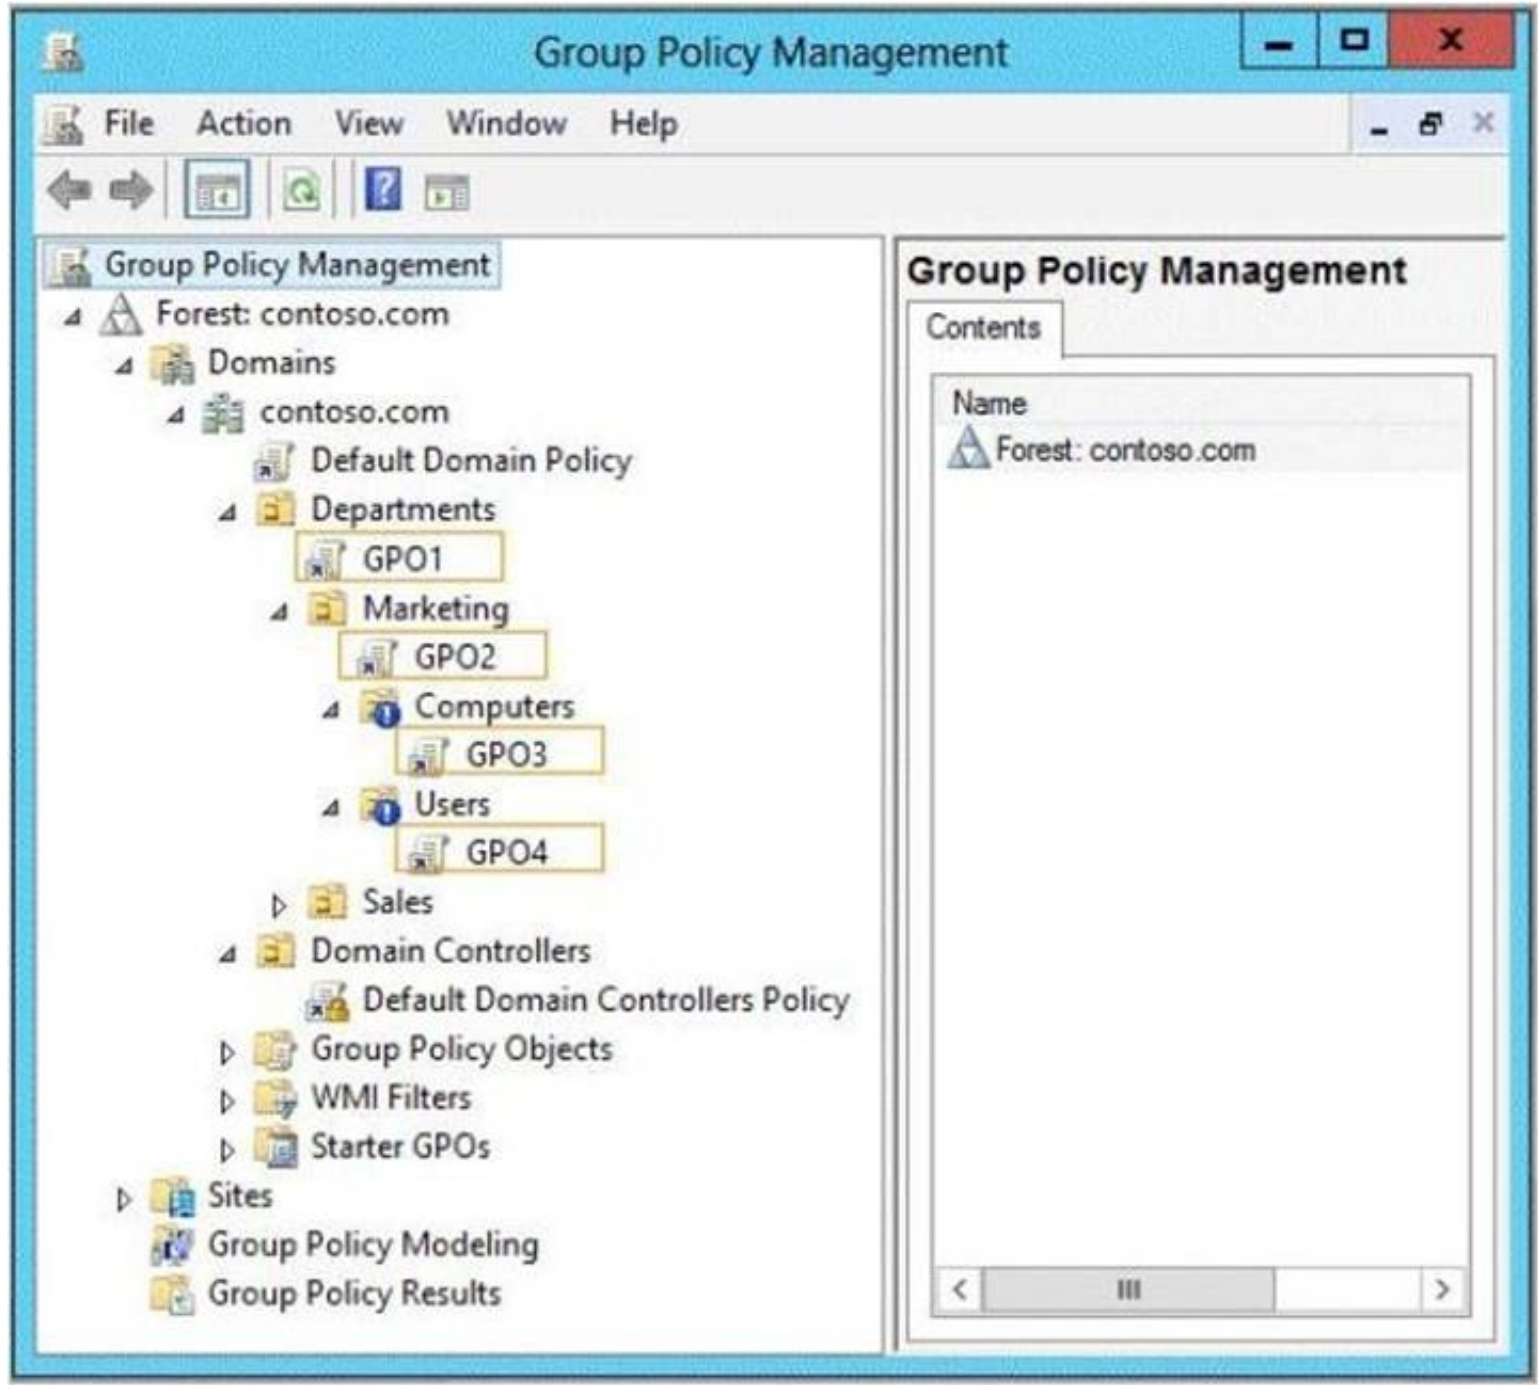 Group Policy Management
File Action View Window Help
Group Policy Management
Forest: contoso.com
Domains
contoso.com
Default Domain Policy
Departments
GPO1
Marketing
GPO2
Computers
GPO3
Users
GPO4
Sales
Domain Controllers
Default Domain Controllers Policy
Group Policy Objects
WMI Filters
Starter GPOs
Sites
Group Policy Modeling
Group Policy Results
Group Policy Management
Contents
Name
Forest: contoso.com